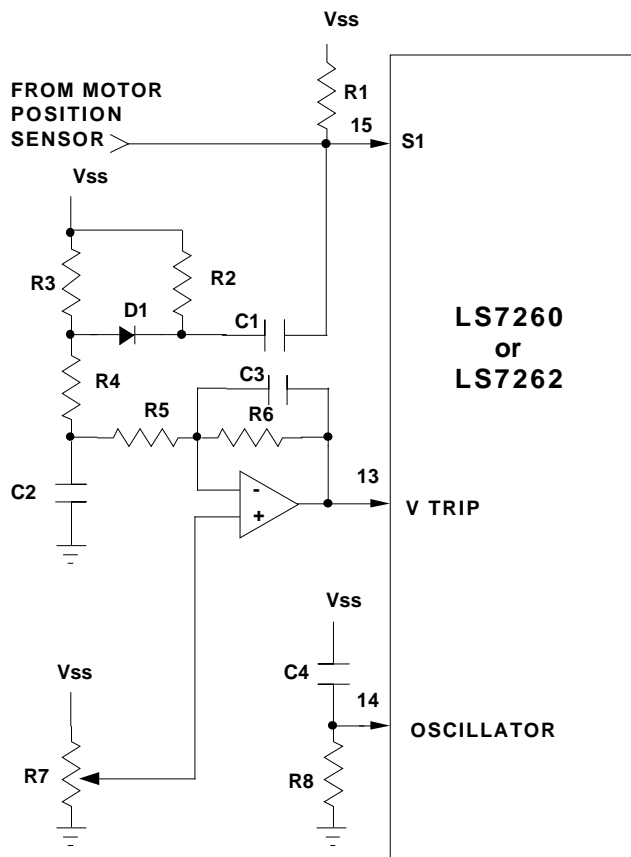 Vss
R1
FROM MOTOR
POSITION
SENSOR
15
S1
Vss
R3
R2
D1
C1
LS7260
or
LS7262
R4
C3
R5
R6
C2
-
+
13
V TRIP
Vss
Vss
C4
14
OSCILLATOR
R7
R8